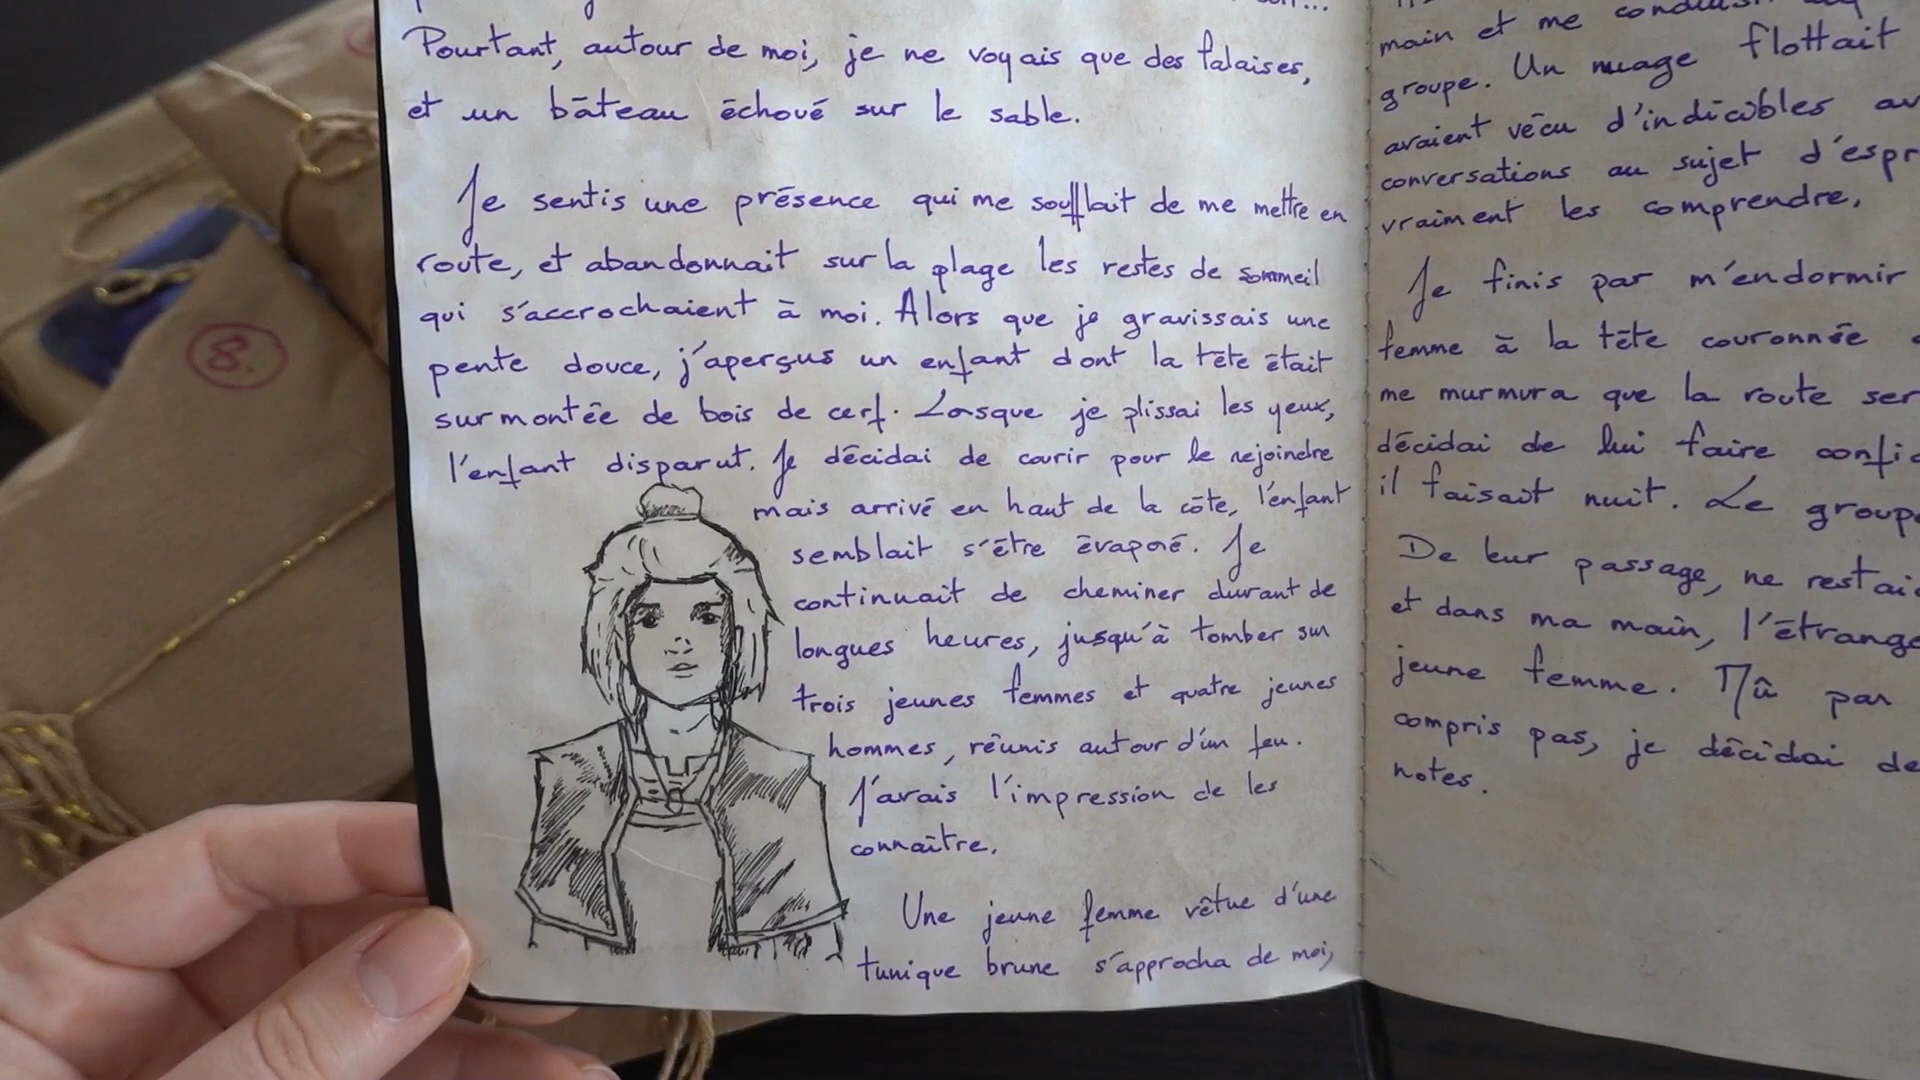 Pourtant, autour de moi, je ne voyais que des falaises,
et un bâteau échoué sur le sable.
Je sentis une présence qui me soufflait de me mettre en
route, et abandonnait sur la plage les restes de sommeil
qui s'accrochaient à moi. Alors que je gravissais une
pente douce, j'aperçus un enfant dont la tête était
surmontée de bois de cerf. Losque je plissai les yeux,
l'enfant disparut. Je décidai de courir pour le rejoindre
mais arrivé en haut de la côte, l'enfant
semblait s'être évaporé. Je
continuait de cheminer durant de
longues heures, jusqu'à tomber sur
trois jeunes femmes et quatre jeunes
hommes, réunis autour d'un feu.
J'avais l'impression de les
connaître.
Une jeune femme vêtue d'une
tunique brune s'approcha de moi,
main et me
groupe. Un nuage flottait
avaient vécu d'indicibles
conversations au sujet
vraiment les comprendre.
Je finis par m'endormir
femme à la tête couronnée
me murmura que la route
décidai de lui faire
il faisait nuit. Le
De leur passage, ne
et dans ma main,
jeune femme. Mû par
compris pas, je décidai de
notes.
8.